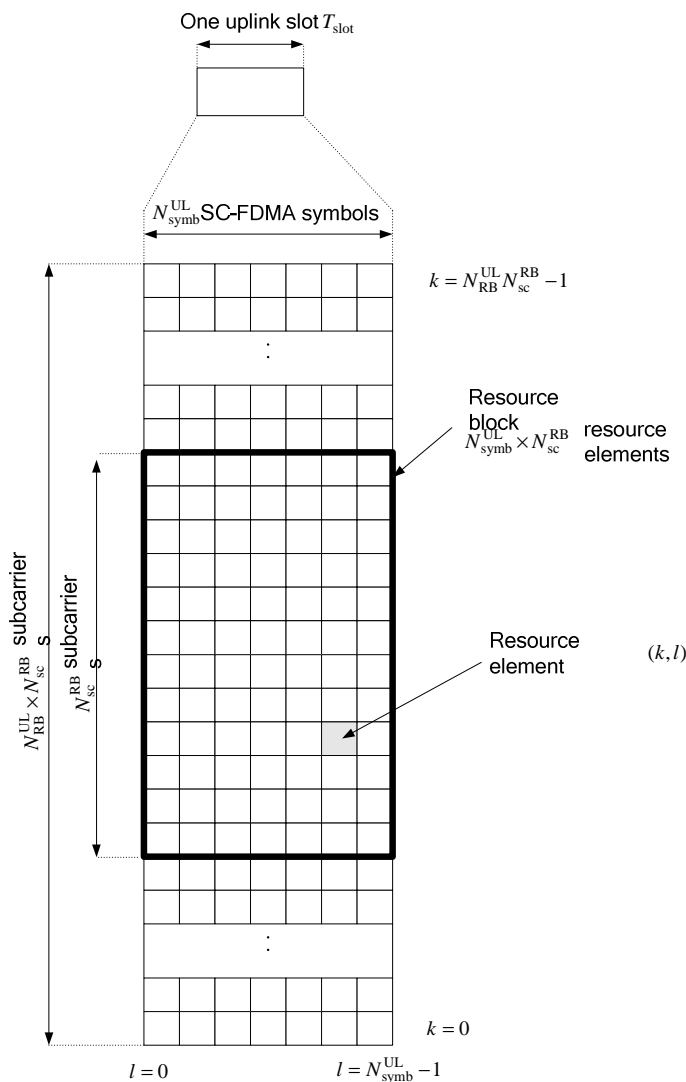 One uplink slot T_slot
N_symb^UL SC-FDMA symbols
k = N_RB^UL N_sc^RB − 1
Resource
block
N_symb^UL × N_sc^RB resource
elements
N_RB^UL × N_sc^RB subcarrier
s
N_sc^RB subcarrier
s
Resource
element
(k, l)
k = 0
l = 0
l = N_symb^UL − 1